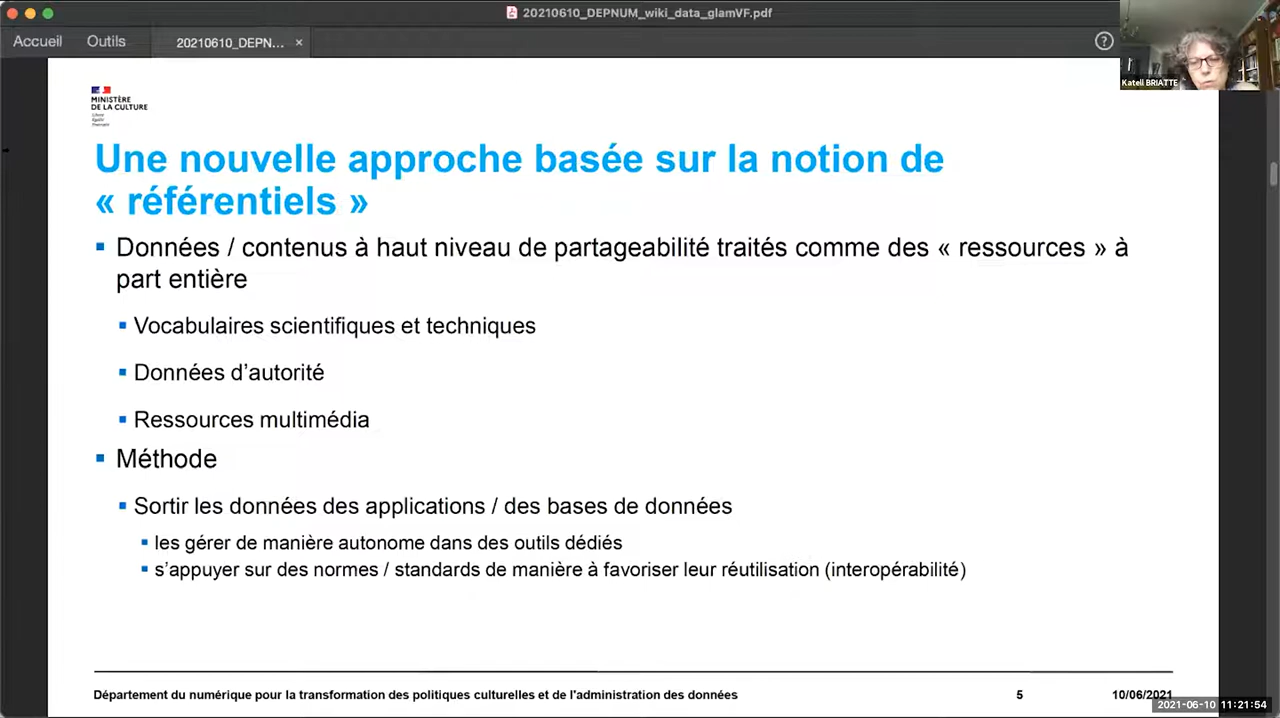 20210610_DEPNUM_wiki_data_glamVF.pdf
Accueil Outils 20210610_DEPN... ×
?
Katell BRIATTE
MINISTÈRE
DE LA CULTURE
Liberté
Égalité
Fraternité
Une nouvelle approche basée sur la notion de
« référentiels »
Données / contenus à haut niveau de partageabilité traités comme des « ressources » à
part entière
Vocabulaires scientifiques et techniques
Données d’autorité
Ressources multimédia
Méthode
Sortir les données des applications / des bases de données
les gérer de manière autonome dans des outils dédiés
s’appuyer sur des normes / standards de manière à favoriser leur réutilisation (interopérabilité)
Département du numérique pour la transformation des politiques culturelles et de l'administration des données 5 10/06/2021
2021-06-10 11:21:54